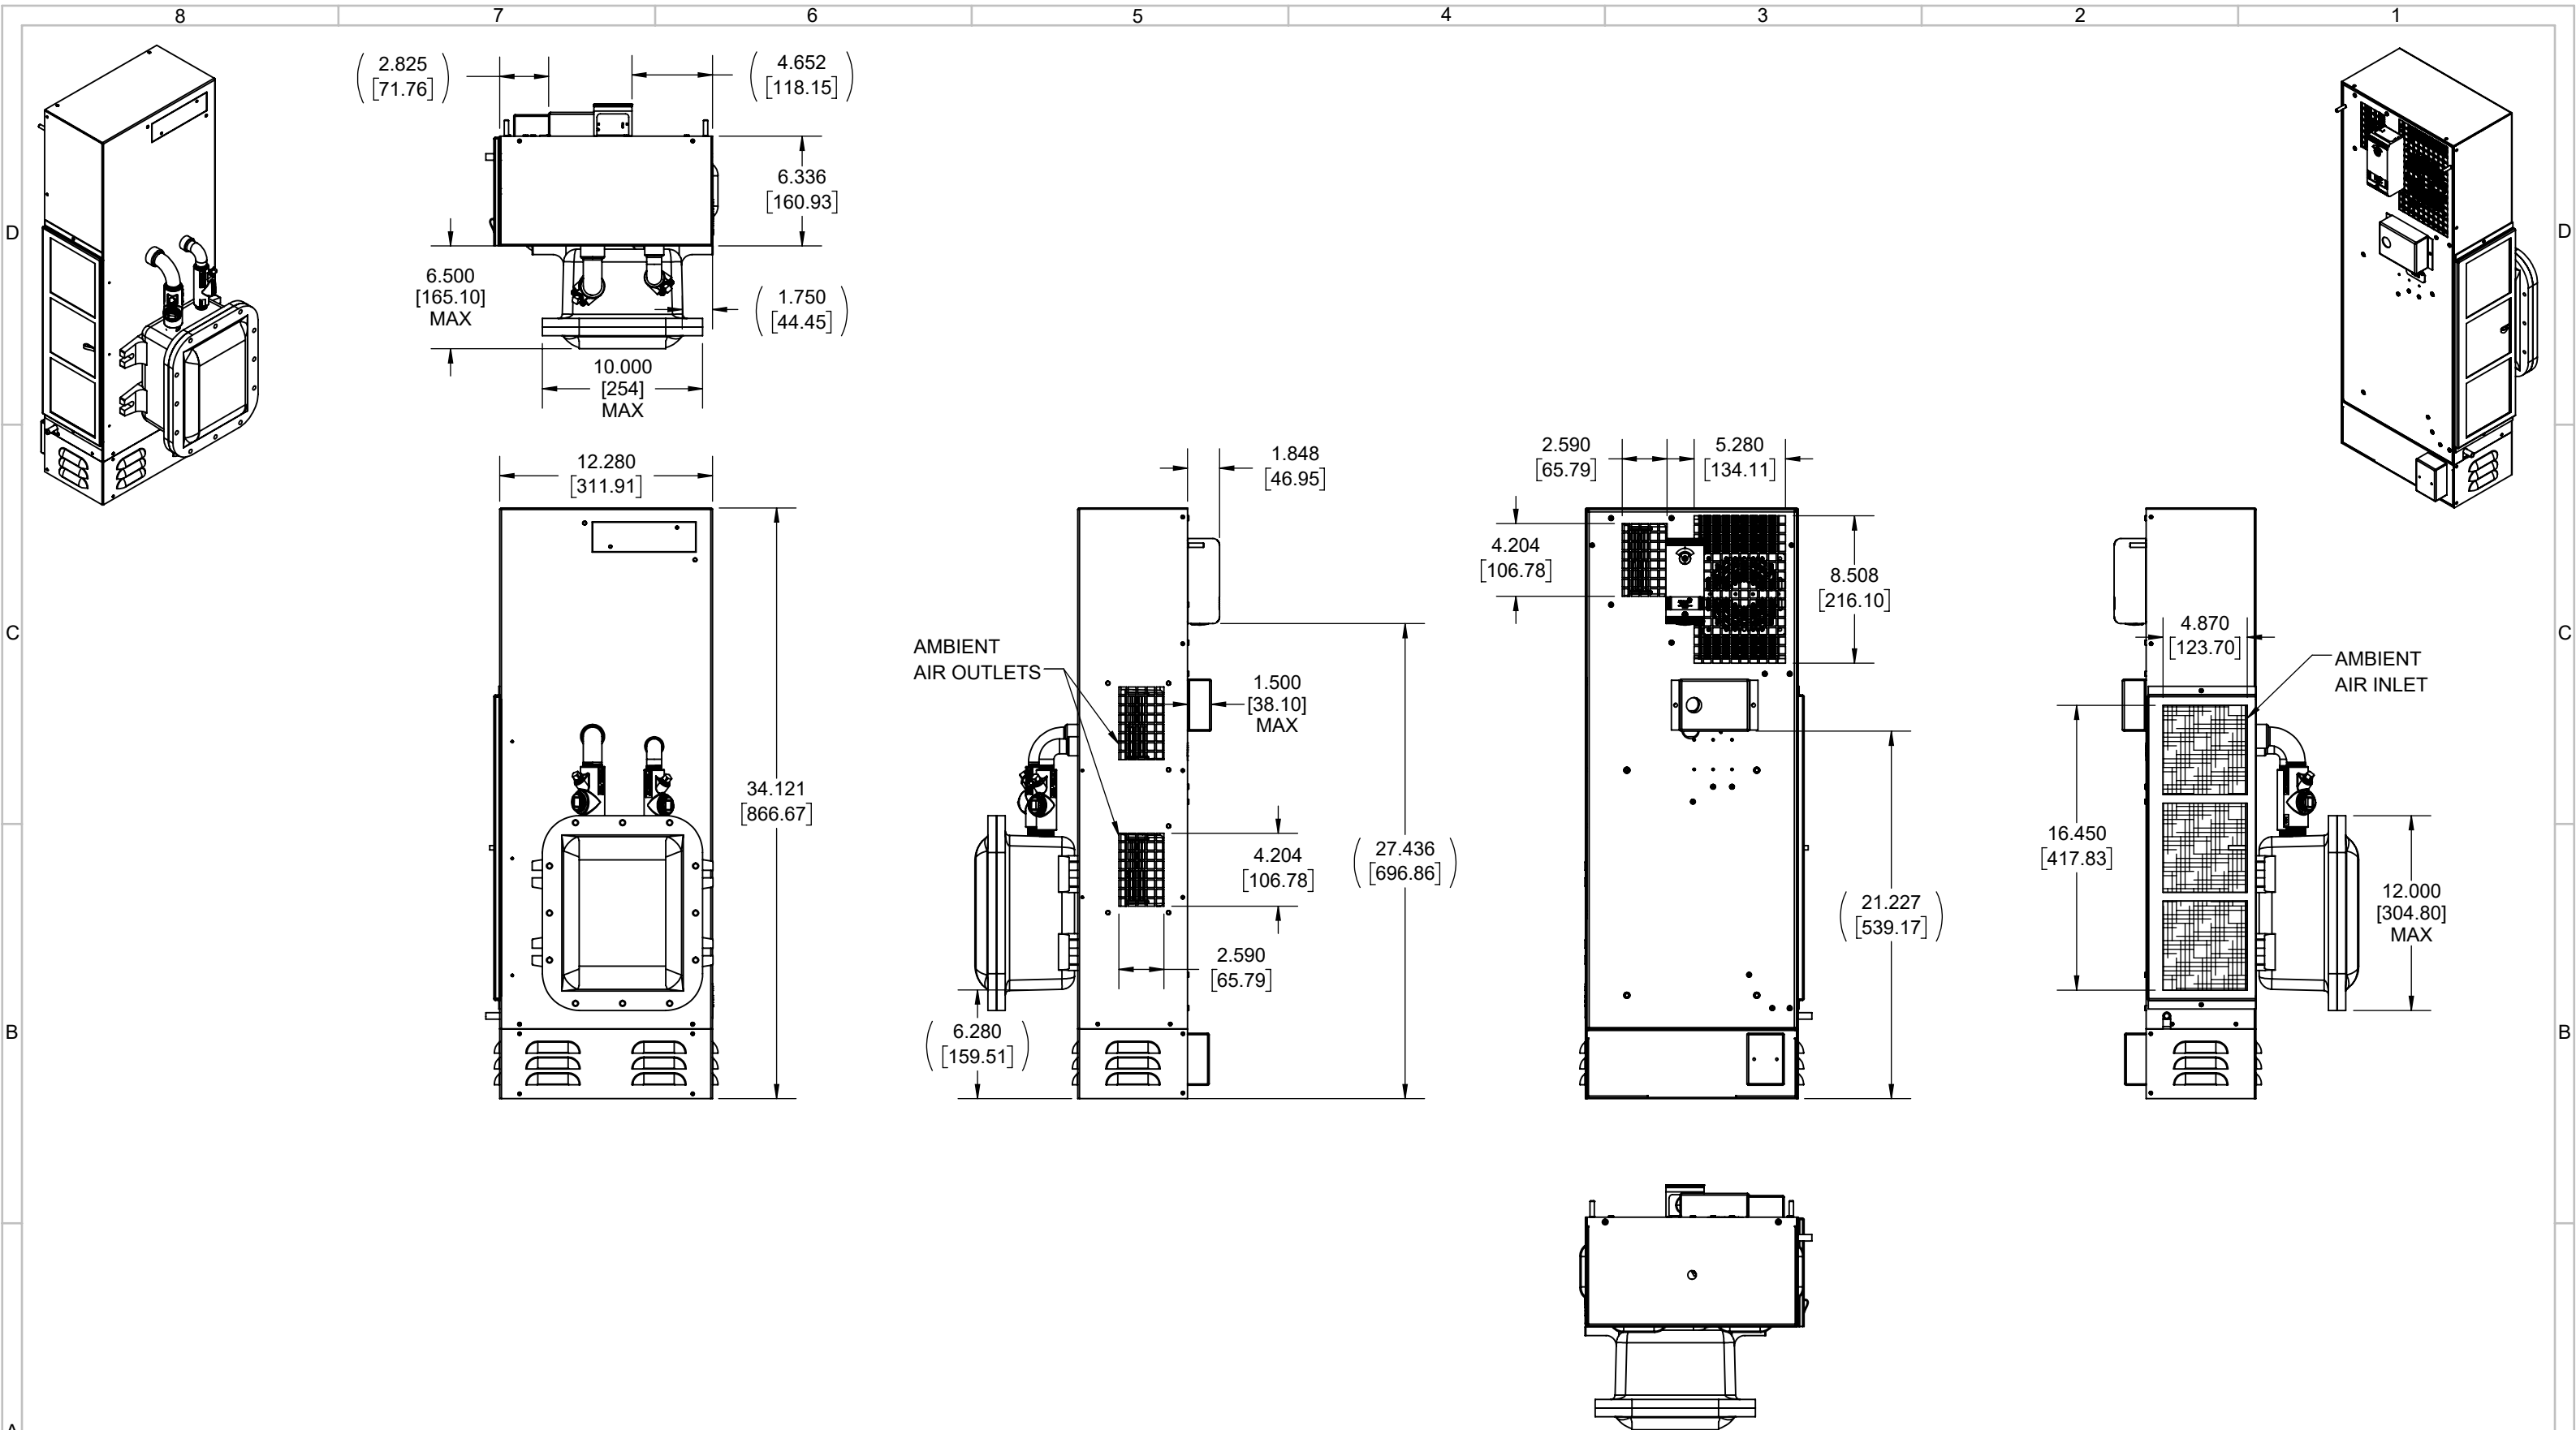 8 7 6 5 4 3 2 1
D
D
C
C
B
B
A
( 2.825 )
[71.76]
( 4.652 )
[118.15]
6.336
[160.93]
6.500
[165.10]
MAX
( 1.750 )
[44.45]
10.000
[254]
MAX
12.280
[311.91]
34.121
[866.67]
1.848
[46.95]
AMBIENT
AIR OUTLETS
1.500
[38.10]
MAX
4.204
[106.78]
( 27.436 )
[696.86]
2.590
[65.79]
( 6.280 )
[159.51]
2.590
[65.79]
5.280
[134.11]
4.204
[106.78]
8.508
[216.10]
( 21.227 )
[539.17]
4.870
[123.70]
AMBIENT
AIR INLET
16.450
[417.83]
12.000
[304.80]
MAX